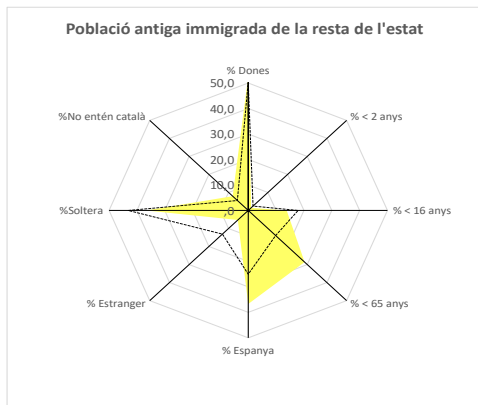 Població antiga immigrada de la resta de l'estat
% Dones
50,0
40,0
30,0
20,0
10,0
,0
%No entén català
% < 2 anys
%Soltera
% < 16 anys
% Estranger
% < 65 anys
% Espanya